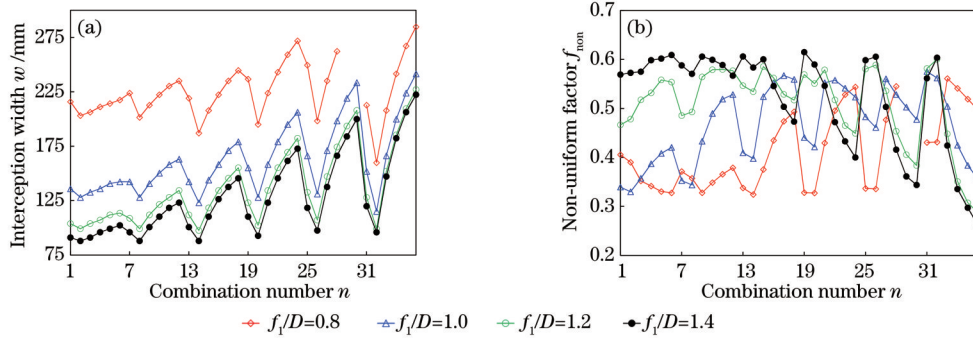 (a)
Interception width w /mm
275
225
175
125
75
1 7 13 19 25 31
Combination number n
(b)
Non-uniform factor f_non
0.7
0.6
0.5
0.4
0.3
0.2
1 7 13 19 25 31
Combination number n
f₁/D=0.8 f₁/D=1.0 f₁/D=1.2 f₁/D=1.4